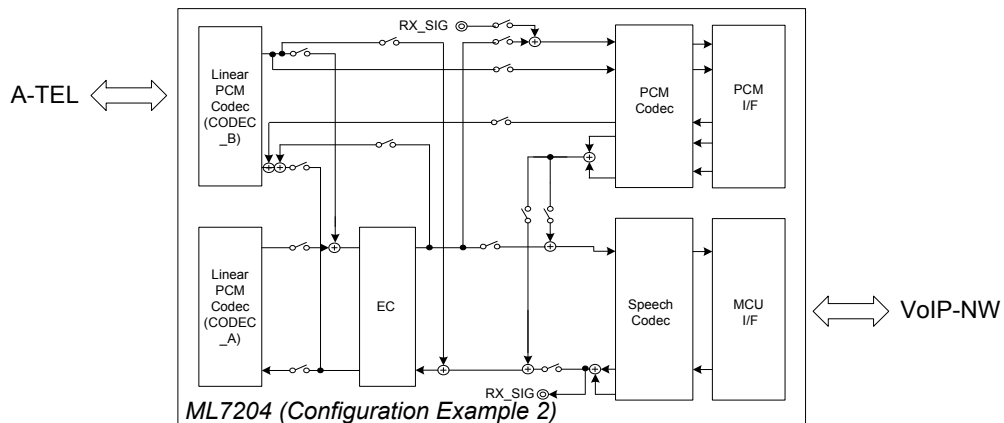 RX_SIG
A-TEL
Linear
PCM
Codec
(CODEC
_B)
PCM
Codec
PCM
I/F
Linear
PCM
Codec
(CODEC
_A)
EC
Speech
Codec
MCU
I/F
VoIP-NW
RX_SIG
ML7204 (Configuration Example 2)